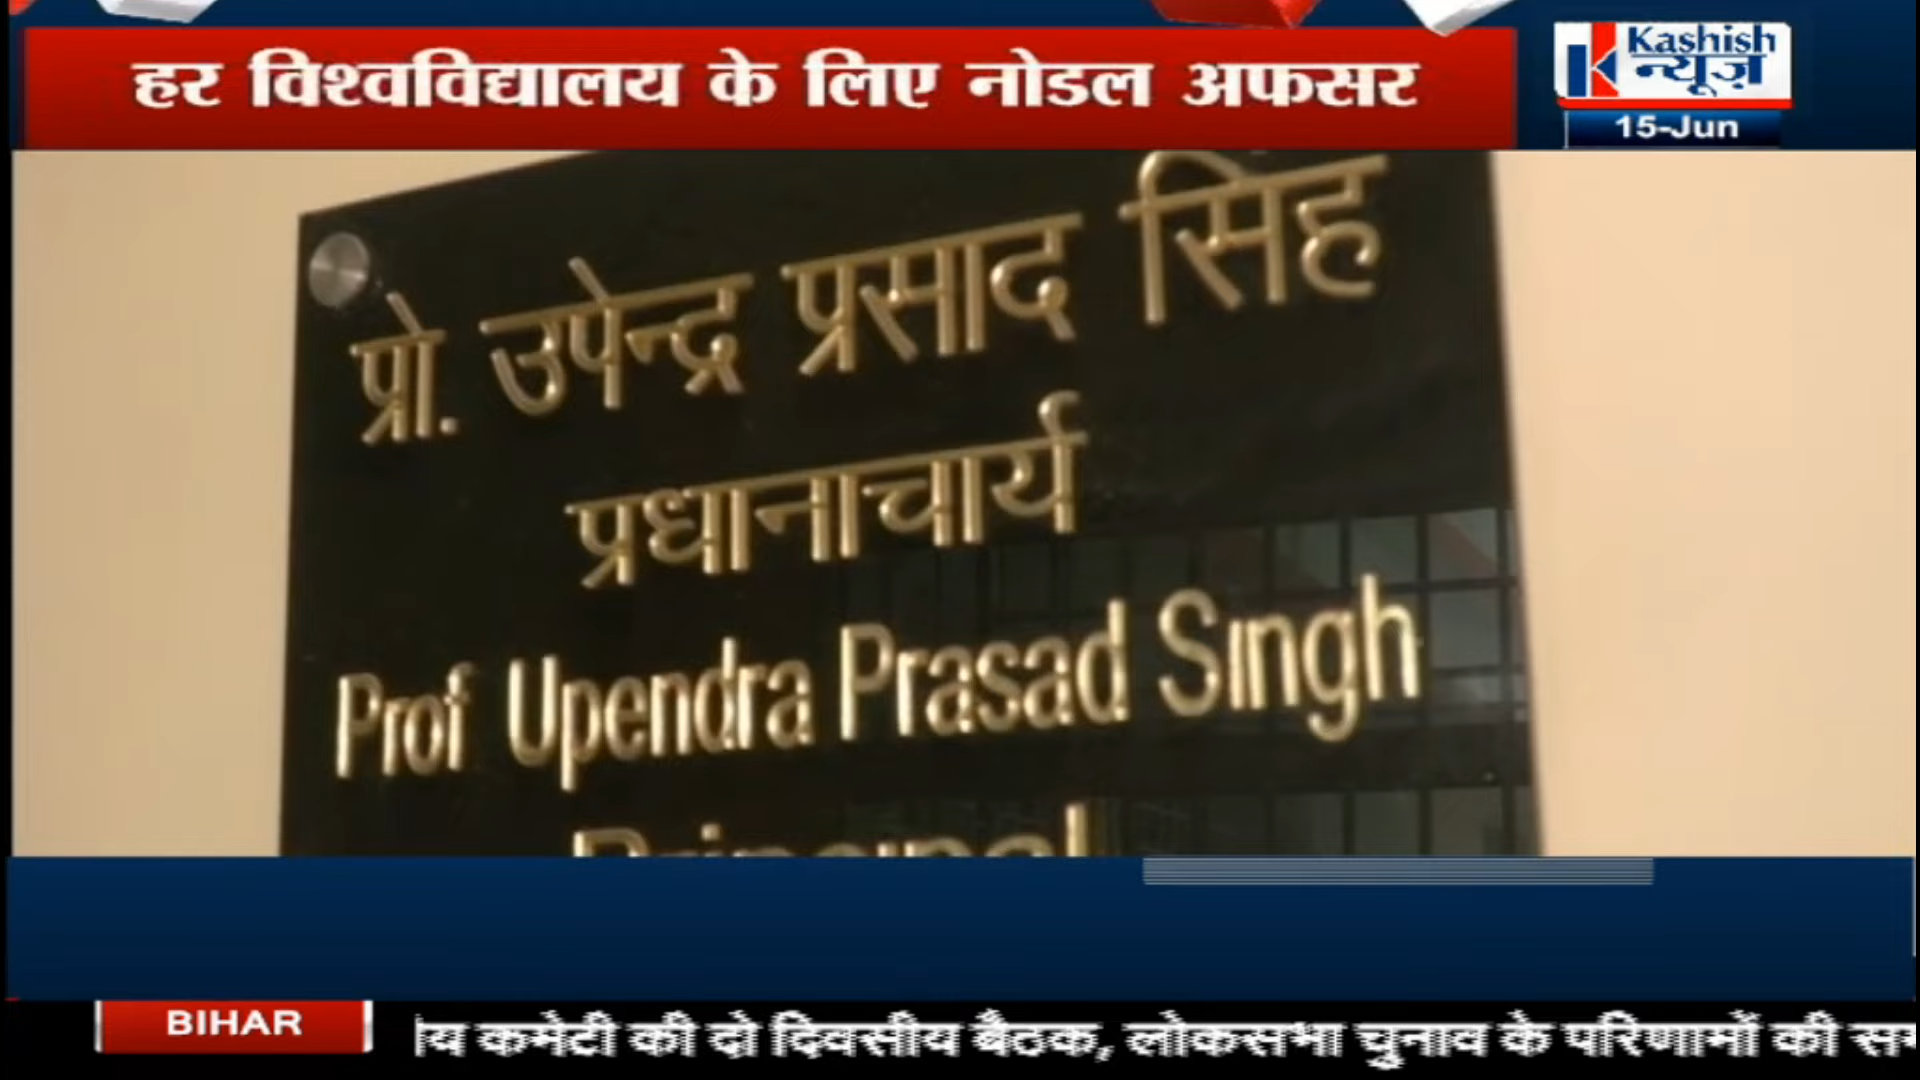 हर विश्वविद्यालय के लिए नोडल अफसर
Kashish
न्यूज़
15-Jun
प्रो. उपेन्द्र प्रसाद सिंह
प्रधानाचार्य
Prof Upendra Prasad Singh
Principal
BIHAR
कमेटी की दो दिवसीय बैठक, लोकसभा चुनाव के परिणामों की